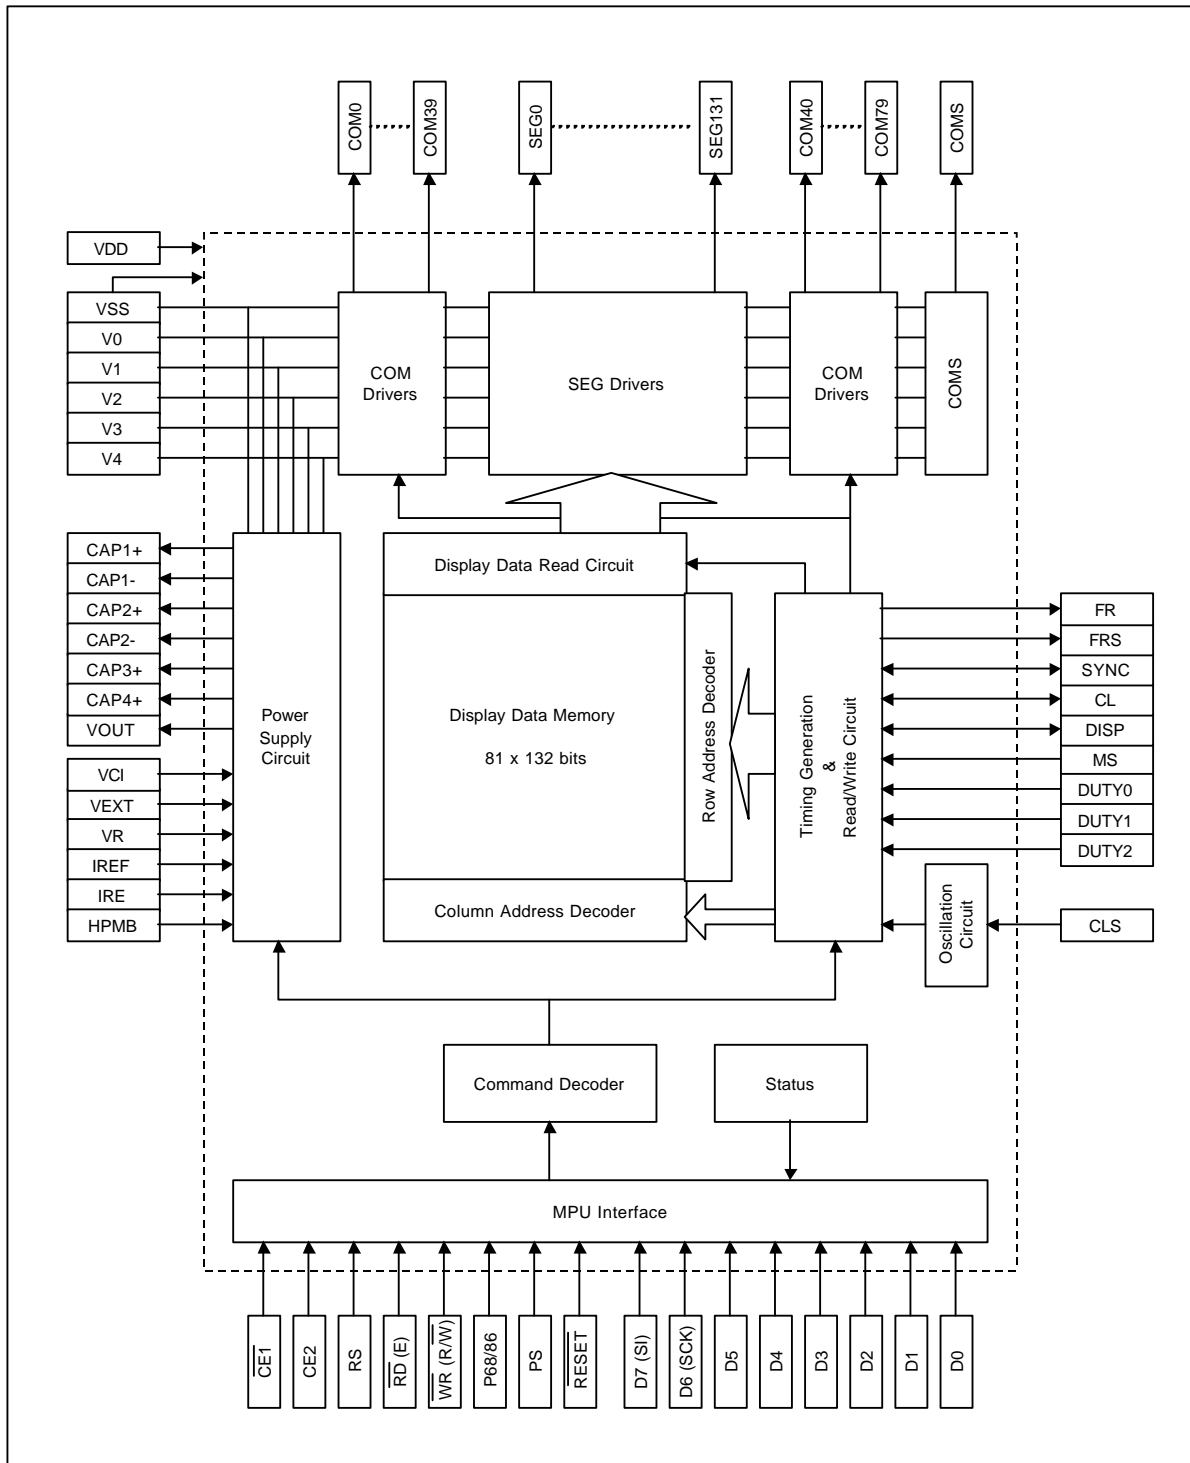 COM0
COM39
SEG0
SEG131
COM40
COM79
COMS
VDD
VSS
V0
V1
V2
V3
V4
COM
Drivers
SEG Drivers
COM
Drivers
COMS
CAP1+
CAP1-
CAP2+
CAP2-
CAP3+
CAP4+
VOUT
VCI
VEXT
VR
IREF
IRE
HPMB
Power
Supply
Circuit
Display Data Read Circuit
Display Data Memory
81 x 132 bits
Row Address Decoder
Column Address Decoder
Timing Generation
&
Read/Write Circuit
FR
FRS
SYNC
CL
DISP
MS
DUTY0
DUTY1
DUTY2
Oscillation
Circuit
CLS
Command Decoder
Status
MPU Interface
C̅E̅1̅
CE2
RS
R̅D̅ (E)
W̅R̅ (R/W̅)
P68/86
PS
R̅E̅S̅E̅T̅
D7 (SI)
D6 (SCK)
D5
D4
D3
D2
D1
D0